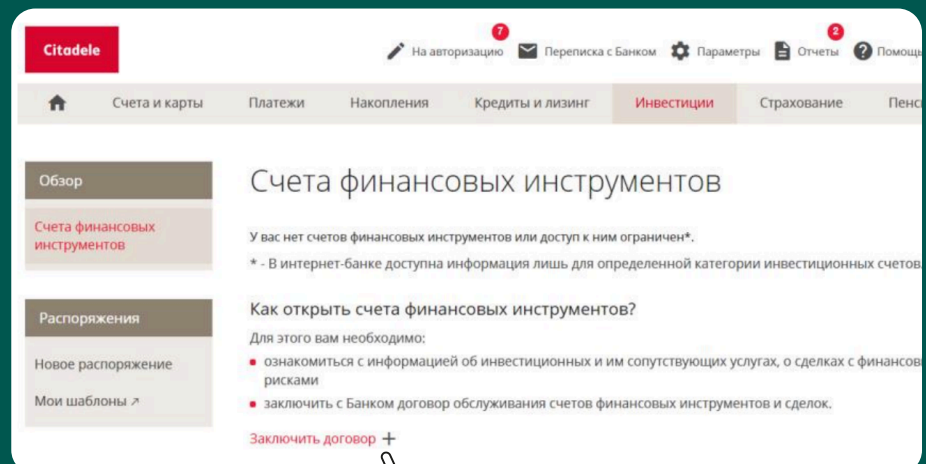 Citadele
7
На авторизацию
Переписка с Банком
Параметры
2
Отчеты
Помощь
Счета и карты
Платежи
Накопления
Кредиты и лизинг
Инвестиции
Страхование
Обзор
Счета финансовых
инструментов
Распоряжения
Новое распоряжение
Мои шаблоны ↗
Счета финансовых инструментов
У вас нет счетов финансовых инструментов или доступ к ним ограничен*.
* - В интернет-банке доступна информация лишь для определенной категории инвестиционных счетов.
Как открыть счета финансовых инструментов?
Для этого вам необходимо:
ознакомиться с информацией об инвестиционных и им сопутствующих услугах, о сделках с
рисками
заключить с Банком договор обслуживания счетов финансовых инструментов и сделок.
Заключить договор +